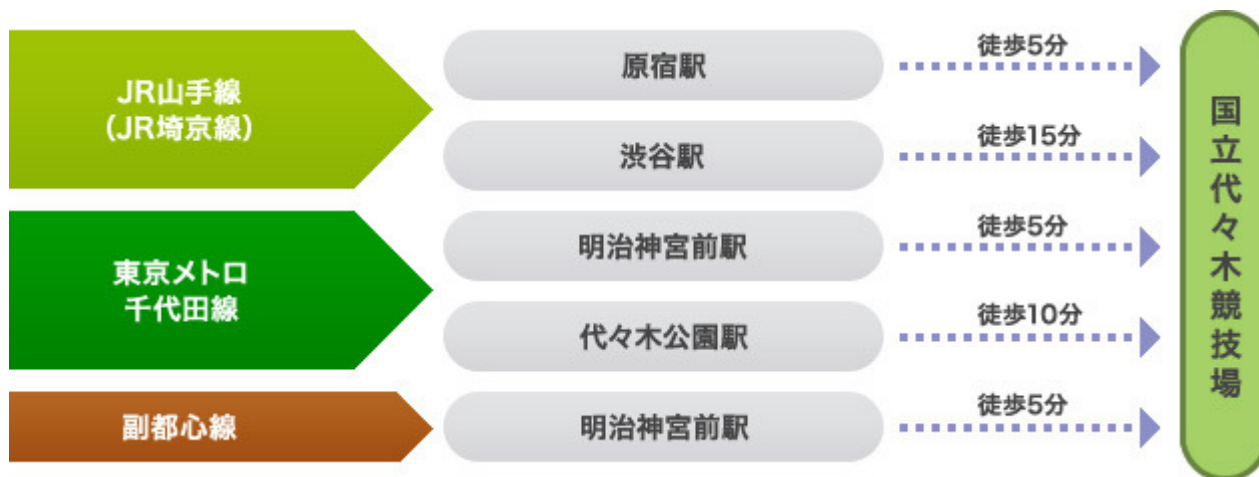 JR山手線
（JR埼京線）
原宿駅
徒歩5分
渋谷駅
徒歩15分
東京メトロ
千代田線
明治神宮前駅
徒歩5分
代々木公園駅
徒歩10分
副都心線
明治神宮前駅
徒歩5分
国立代々木競技場